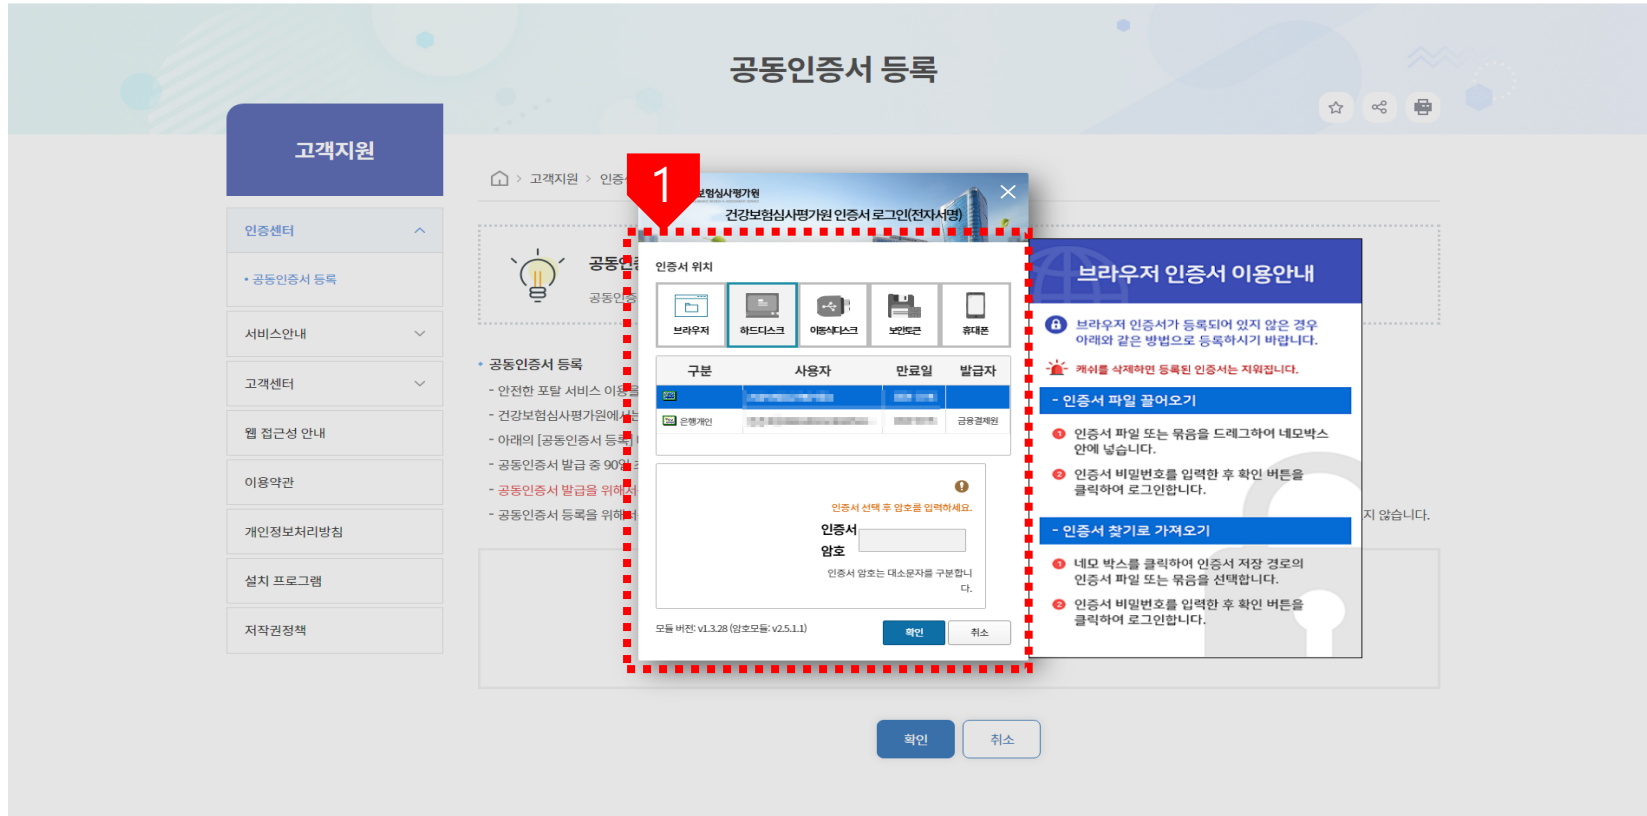 공동인증서 등록
고객지원
고객지원 > 인증
1
보험심사평가원
건강보험심사평가원 인증서 로그인(전자서명)
인증센터
• 공동인증서 등록
서비스안내
고객센터
웹 접근성 안내
이용약관
개인정보처리방침
설치 프로그램
저작권정책
공동인증
공동인증
• 공동인증서 등록
- 안전한 포탈 서비스 이용을
- 건강보험심사평가원에서는
- 아래의 [공동인증서 등록]
- 공동인증서 발급 중 90일
- 공동인증서 발급을 위해서
- 공동인증서 등록을 위해서
지 않습니다.
인증서 위치
브라우저 하드디스크 이동식디스크 보안토큰 휴대폰
구분 사용자 만료일 발급자
은행개인 금융결제원
인증서 선택 후 암호를 입력하세요.
인증서
암호
인증서 암호는 대소문자를 구분합니
다.
모듈 버전: v1.3.28 (암호모듈: v2.5.1.1)
확인 취소
브라우저 인증서 이용안내
브라우저 인증서가 등록되어 있지 않은 경우
아래와 같은 방법으로 등록하시기 바랍니다.
캐쉬를 삭제하면 등록된 인증서는 지워집니다.
- 인증서 파일 끌어오기
1 인증서 파일 또는 묶음을 드레그하여 네모박스
안에 넣습니다.
2 인증서 비밀번호를 입력한 후 확인 버튼을
클릭하여 로그인합니다.
- 인증서 찾기로 가져오기
1 네모 박스를 클릭하여 인증서 저장 경로의
인증서 파일 또는 묶음을 선택합니다.
2 인증서 비밀번호를 입력한 후 확인 버튼을
클릭하여 로그인합니다.
확인 취소